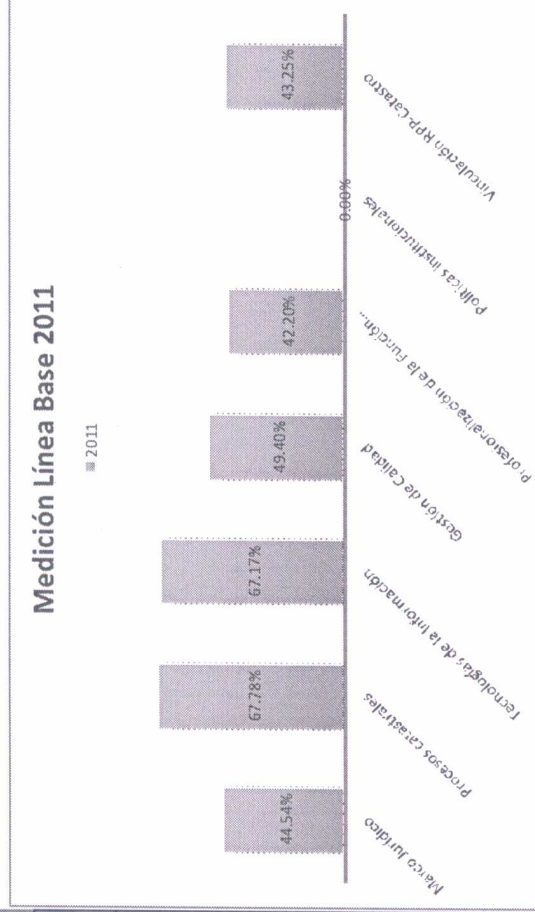 Medición Línea Base 2011
2011
44.54%
67.78%
67.17%
49.40%
42.20%
0.00%
43.25%
Marco Jurídico
Procesos catastrales
Tecnologías de la Información
Gestión de Calidad
Profesionalización de la Función...
Políticas Institucionales
Vinculación RPP-Catastro